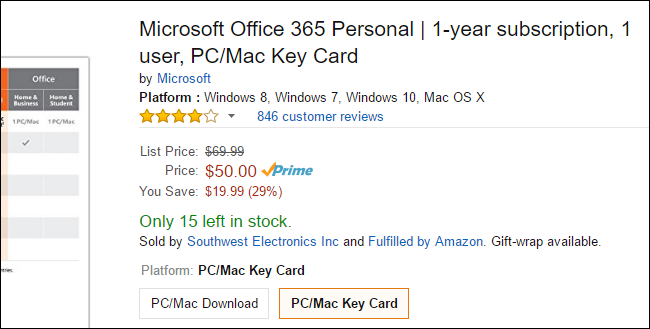 Microsoft Office 365 Personal | 1-year subscription, 1
user, PC/Mac Key Card
by Microsoft
Platform : Windows 8, Windows 7, Windows 10, Mac OS X
846 customer reviews
List Price: $69.99
Price: $50.00 Prime
You Save: $19.99 (29%)
Only 15 left in stock.
Sold by Southwest Electronics Inc and Fulfilled by Amazon. Gift-wrap available.
Platform: PC/Mac Key Card
PC/Mac Download
PC/Mac Key Card
Office
Home &
Business
Home &
Student
1 PC/Mac
1 PC/Mac